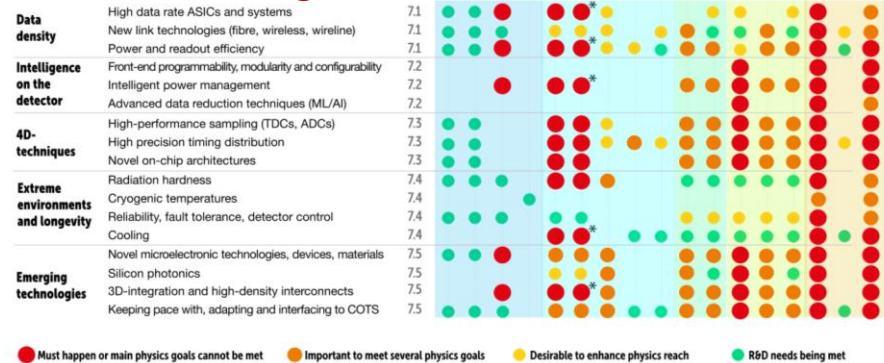 Data density
High data rate ASICs and systems 7.1 *
New link technologies (fibre, wireless, wireline) 7.1
Power and readout efficiency 7.1 *
Intelligence on the detector
Front-end programmability, modularity and configurability 7.2
Intelligent power management 7.2 *
Advanced data reduction techniques (ML/AI) 7.2
4D-techniques
High-performance sampling (TDCs, ADCs) 7.3
High precision timing distribution 7.3
Novel on-chip architectures 7.3
Extreme environments and longevity
Radiation hardness 7.4
Cryogenic temperatures 7.4
Reliability, fault tolerance, detector control 7.4
Cooling 7.4 *
Emerging technologies
Novel microelectronic technologies, devices, materials 7.5
Silicon photonics 7.5
3D-integration and high-density interconnects 7.5 *
Keeping pace with, adapting and interfacing to COTS 7.5
Must happen or main physics goals cannot be met Important to meet several physics goals Desirable to enhance physics reach R&D needs being met